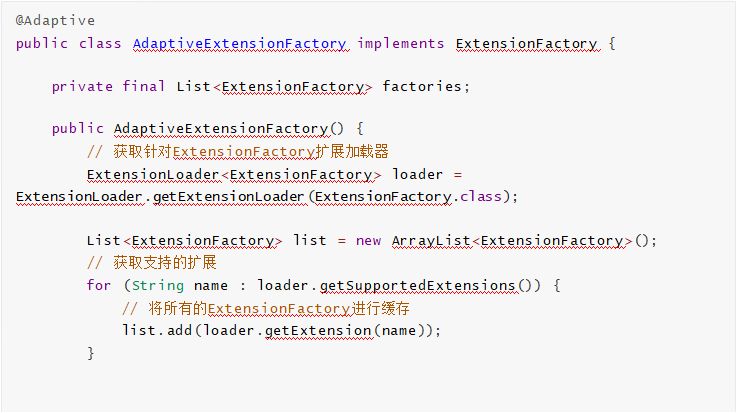 @Adaptive
public class AdaptiveExtensionFactory implements ExtensionFactory {
private final List<ExtensionFactory> factories;
public AdaptiveExtensionFactory() {
// 获取针对ExtensionFactory扩展加载器
ExtensionLoader<ExtensionFactory> loader =
ExtensionLoader.getExtensionLoader(ExtensionFactory.class);
List<ExtensionFactory> list = new ArrayList<ExtensionFactory>();
// 获取支持的扩展
for (String name : loader.getSupportedExtensions()) {
// 将所有的ExtensionFactory进行缓存
list.add(loader.getExtension(name));
}